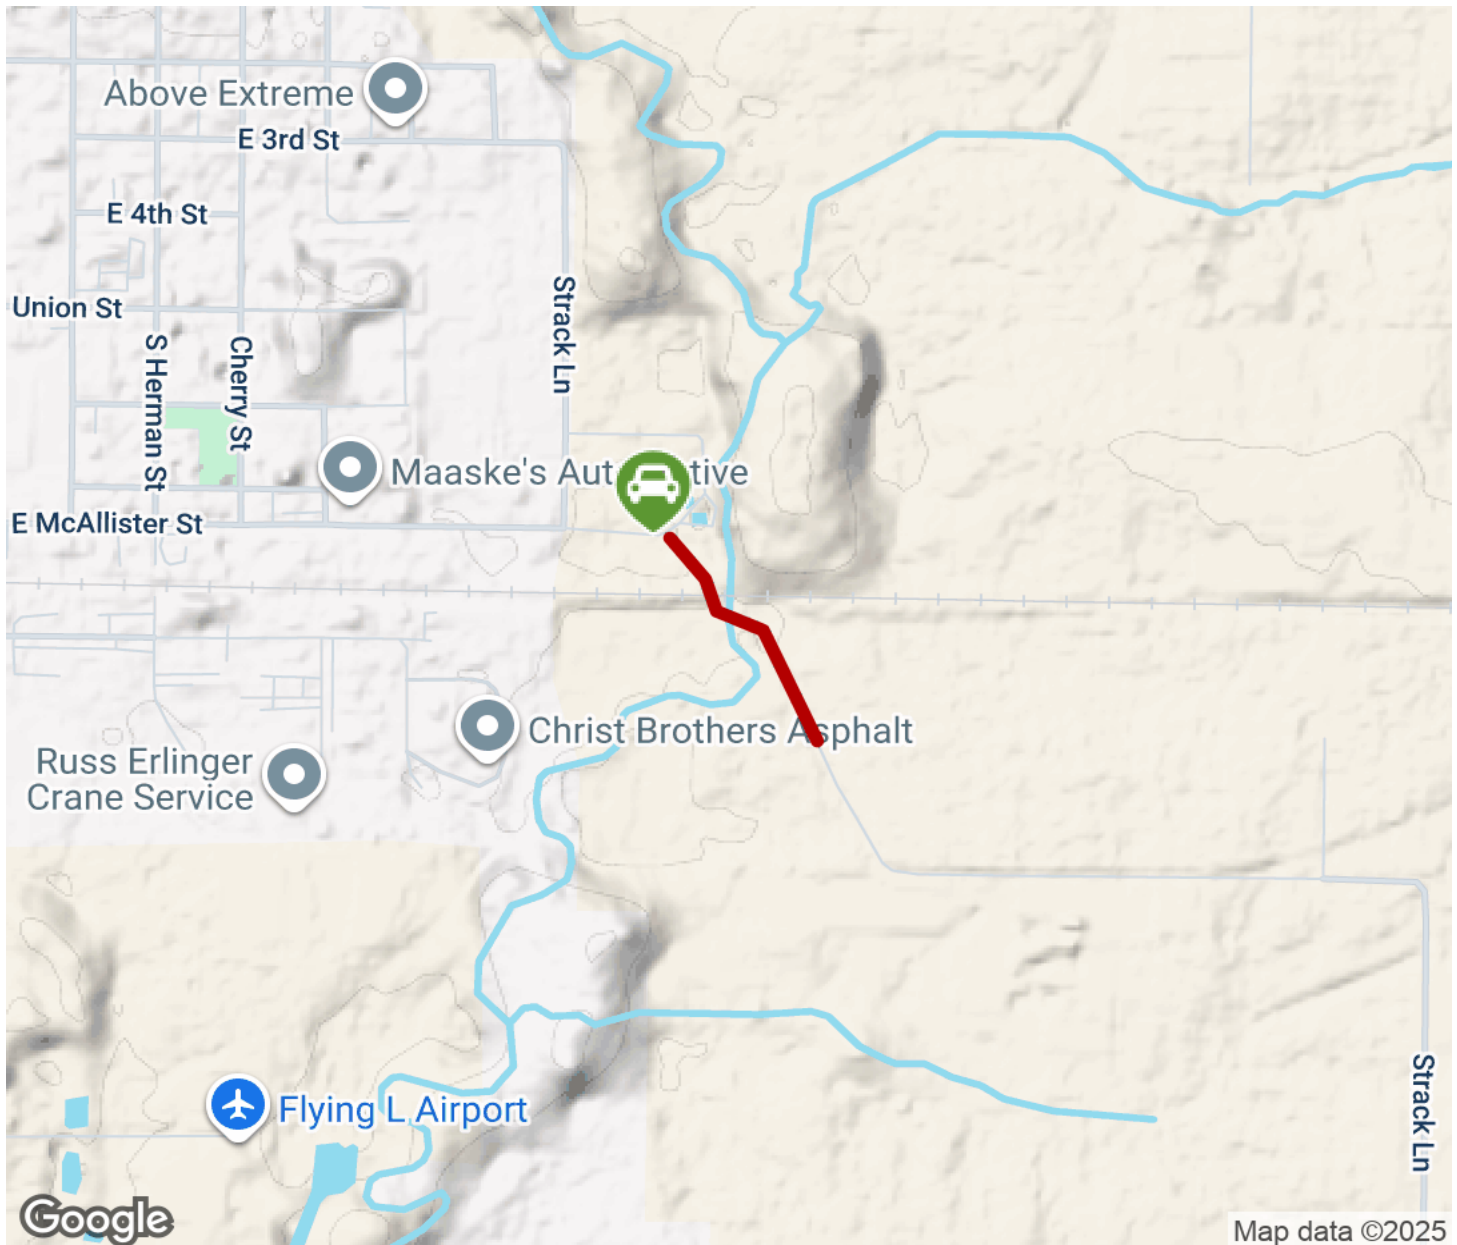 Above Extreme
E 3rd St
E 4th St
Union St
Strack Ln
S Herman St
Cherry St
Maaske's Aut tive
E McAllister St
Christ Brothers Asphalt
Russ Erlinger
Crane Service
Flying L Airport
Strack Ln
Google
Map data ©2025